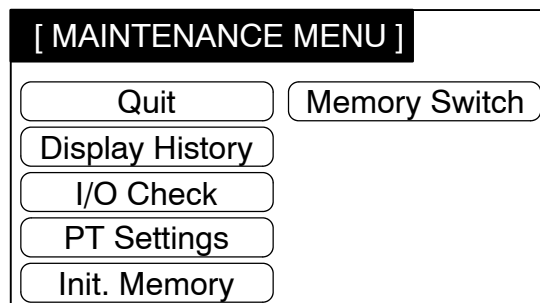 [ MAINTENANCE MENU ]
Quit Memory Switch
Display History
I/O Check
PT Settings
Init. Memory